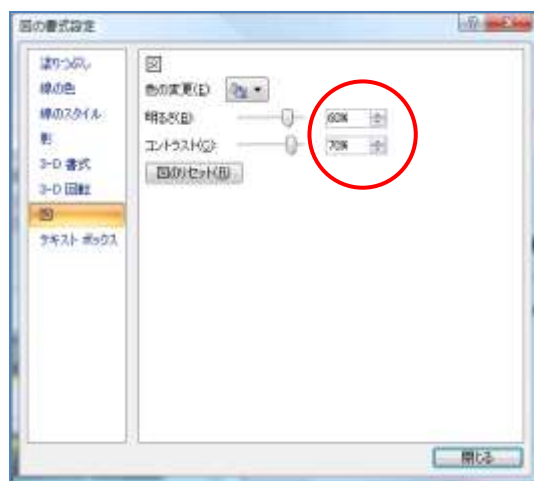 図の書式設定
塗りつぶし
線の色
線のスタイル
影
3-D 書式
3-D 回転
図
テキスト ボックス
図
色の変更(E)
明るさ(B): 60%
コントラスト(C): 70%
図のリセット(R)
閉じる